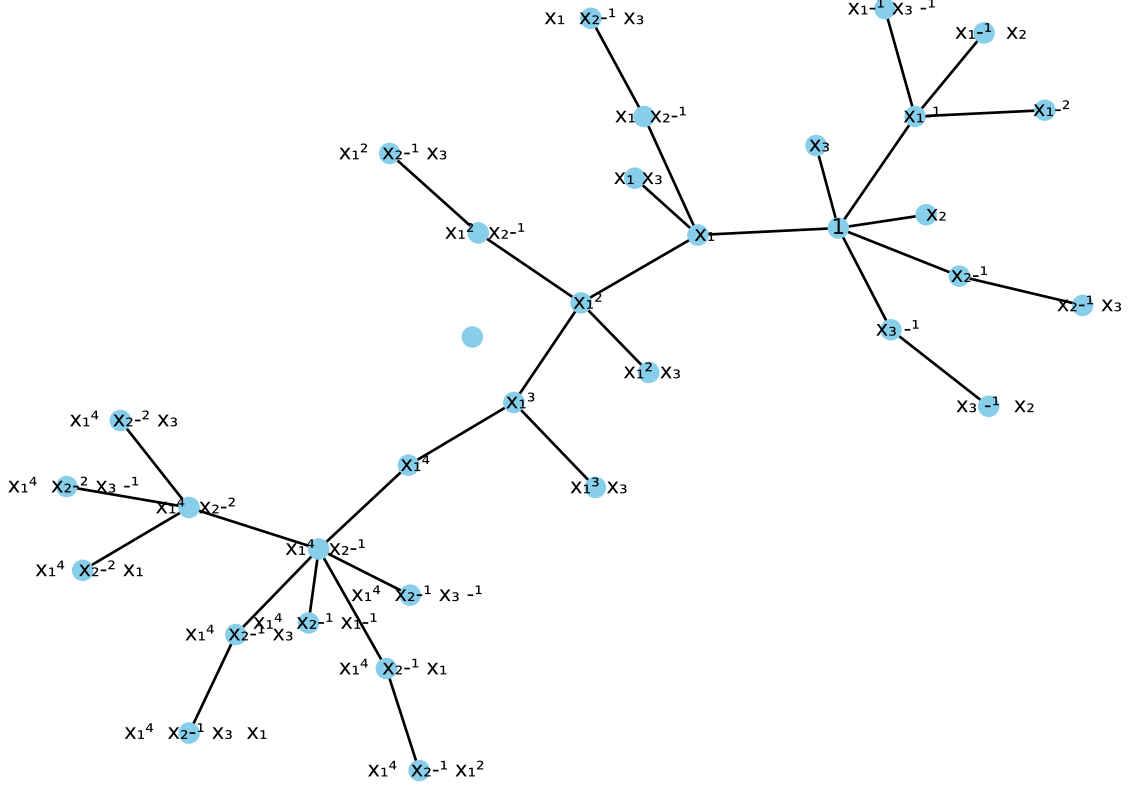 x₁⁻¹ x₃⁻¹
x₁ x₂⁻¹ x₃
x₁⁻¹ x₂
x₁⁻²
x₁ x₂⁻¹
x₁⁻¹
x₃
x₁² x₂⁻¹ x₃
x₁ x₃
x₂
1
x₁² x₂⁻¹
x₁
x₂⁻¹
x₁²
x₂⁻¹ x₃
x₃⁻¹
x₁² x₃
x₁³
x₃⁻¹ x₂
x₁⁴ x₂⁻² x₃
x₁⁴
x₁⁴ x₂⁻² x₃⁻¹
x₁³ x₃
x₁⁴ x₂⁻²
x₁⁴ x₂⁻¹
x₁⁴ x₂⁻² x₁
x₁⁴ x₂⁻¹ x₃⁻¹
x₁⁴ x₂⁻¹ x₁⁻¹
x₁⁴ x₂⁻¹ x₃
x₁⁴ x₂⁻¹ x₁
x₁⁴ x₂⁻¹ x₃ x₁
x₁⁴ x₂⁻¹ x₁²